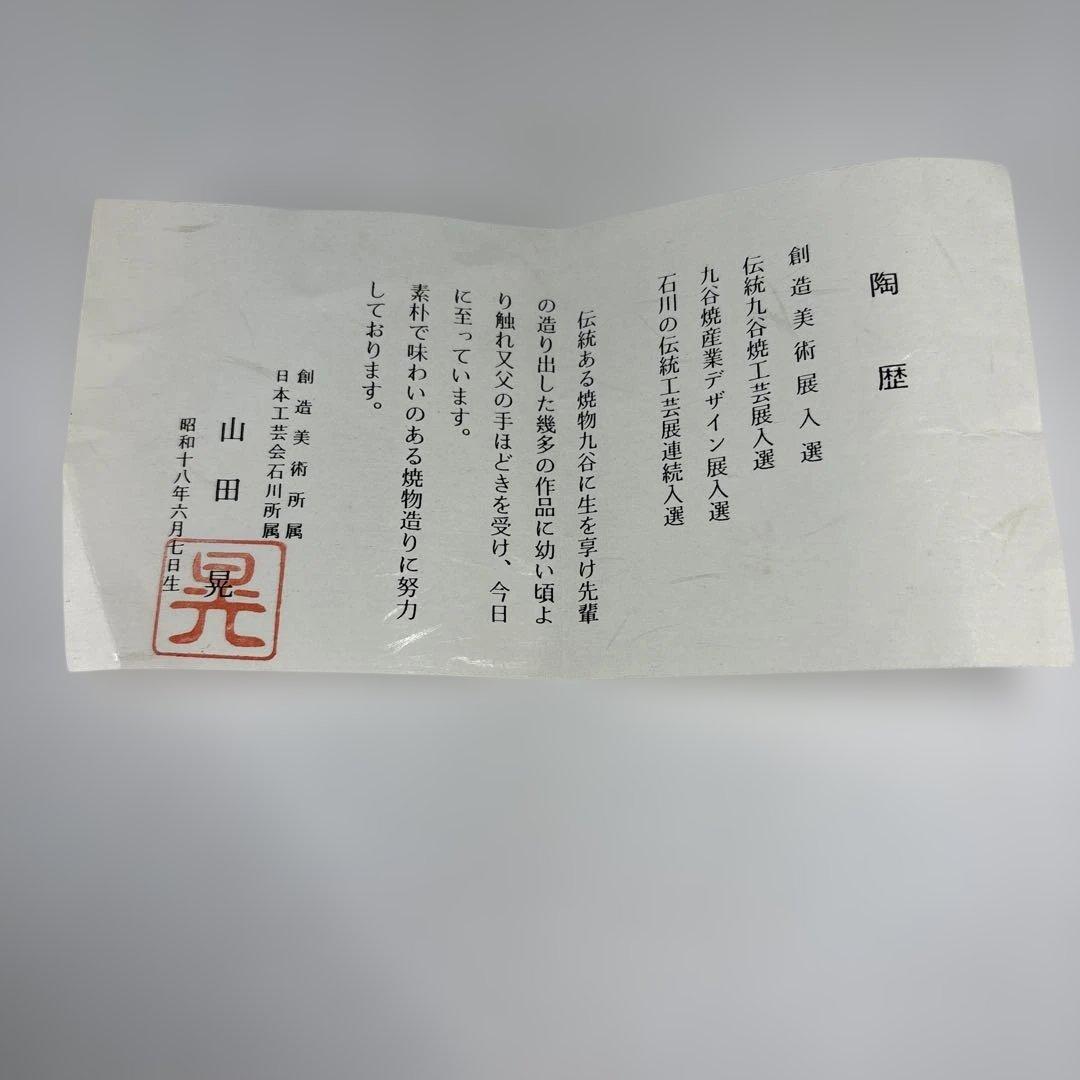 陶歴
創造美術展入選
伝統九谷焼工芸展入選
九谷焼産業デザイン展入選
石川の伝統工芸展連続入選
伝統ある焼物九谷に生を享け先輩
の造り出した幾多の作品に幼い頃よ
り触れ又父の手ほどきを受け、今日
に至っています。
素朴で味わいのある焼物造りに努力
しております。
創造美術所属
日本工芸会石川所属
山田晃
昭和十八年六月七日生
晃